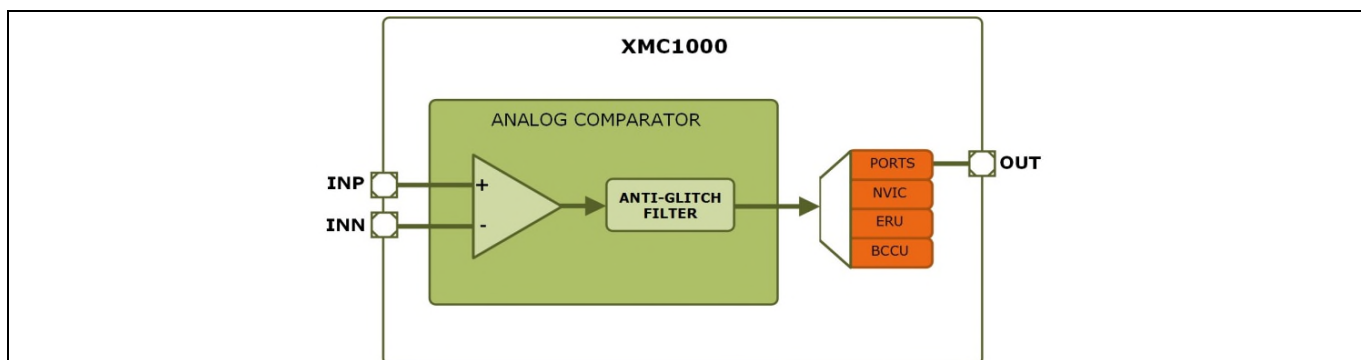 XMC1000
ANALOG COMPARATOR
INP
+
ANTI-GLITCH
FILTER
INN
-
PORTS
OUT
NVIC
ERU
BCCU